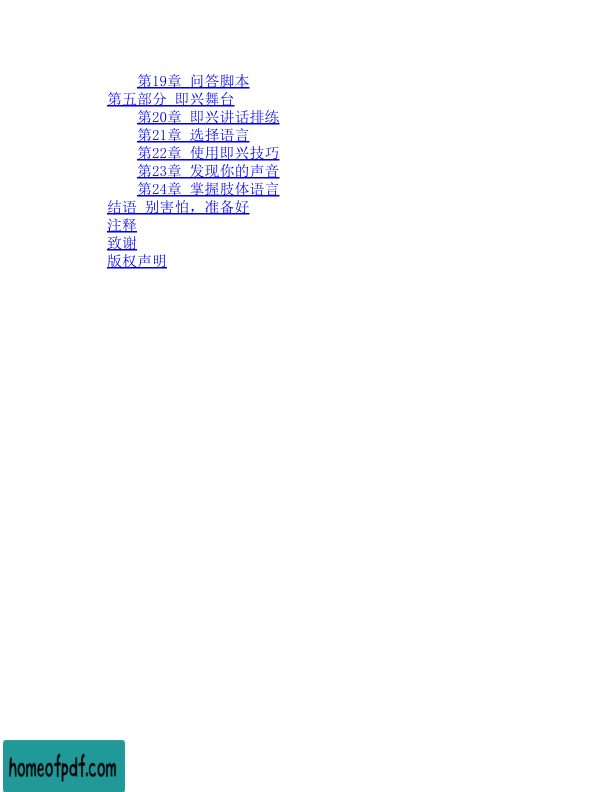 第19章 问答脚本
第五部分 即兴舞台
第20章 即兴讲话排练
第21章 选择语言
第22章 使用即兴技巧
第23章 发现你的声音
第24章 掌握肢体语言
结语 别害怕，准备好
注释
致谢
版权声明
homeofpdf.com